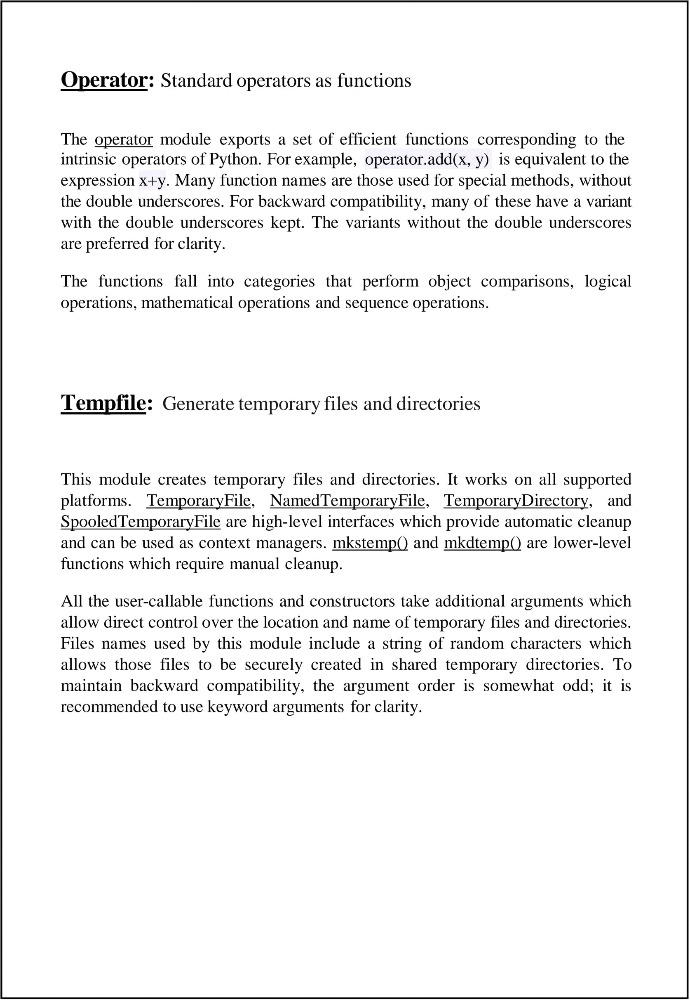 Operator: Standard operators as functions
The operator module exports a set of efficient functions corresponding to the
intrinsic operators of Python. For example, operator.add(x, y) is equivalent to the
expression x+y. Many function names are those used for special methods, without
the double underscores. For backward compatibility, many of these have a variant
with the double underscores kept. The variants without the double underscores
are preferred for clarity.
The functions fall into categories that perform object comparisons, logical
operations, mathematical operations and sequence operations.
Tempfile: Generate temporary files and directories
This module creates temporary files and directories. It works on all supported
platforms. TemporaryFile, NamedTemporaryFile, TemporaryDirectory, and
SpooledTemporaryFile are high-level interfaces which provide automatic cleanup
and can be used as context managers. mkstemp() and mkdtemp() are lower-level
functions which require manual cleanup.
All the user-callable functions and constructors take additional arguments which
allow direct control over the location and name of temporary files and directories.
Files names used by this module include a string of random characters which
allows those files to be securely created in shared temporary directories. To
maintain backward compatibility, the argument order is somewhat odd; it is
recommended to use keyword arguments for clarity.